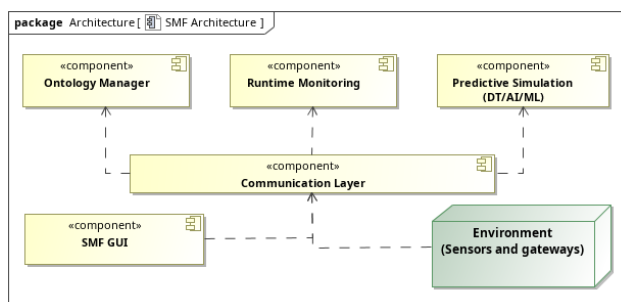 package Architecture [ SMF Architecture ]
«component»
Ontology Manager
«component»
Runtime Monitoring
«component»
Predictive Simulation
(DT/AI/ML)
«component»
Communication Layer
«component»
SMF GUI
Environment
(Sensors and gateways)